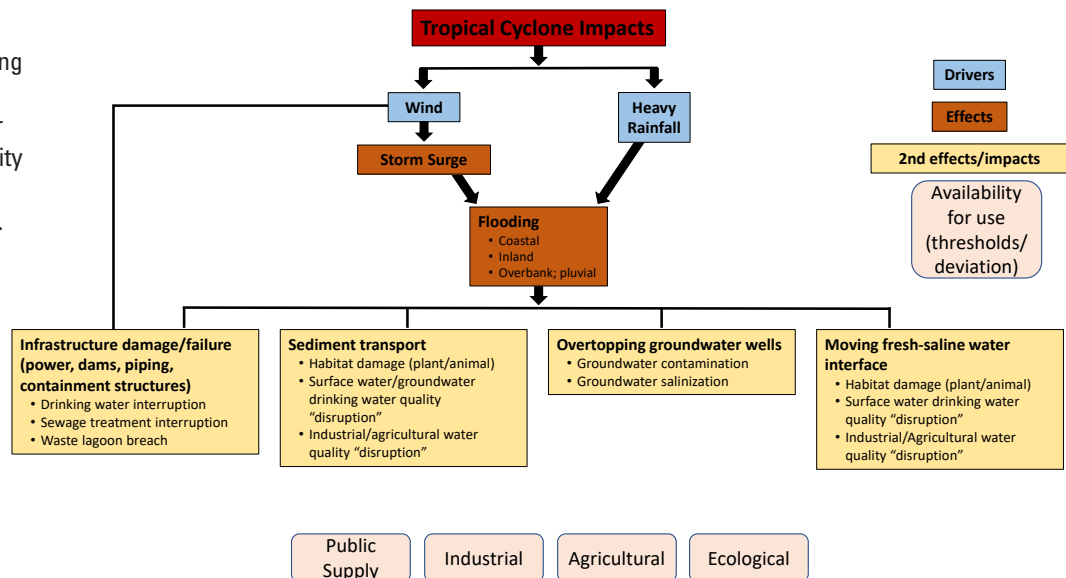 Tropical Cyclone Impacts
ng
r
ity
.
Wind
Heavy
Rainfall
Storm Surge
Flooding
• Coastal
• Inland
• Overbank; pluvial
Drivers
Effects
2nd effects/impacts
Availability
for use
(thresholds/
deviation)
Infrastructure damage/failure
(power, dams, piping,
containment structures)
• Drinking water interruption
• Sewage treatment interruption
• Waste lagoon breach
Sediment transport
• Habitat damage (plant/animal)
• Surface water/groundwater
drinking water quality
“disruption”
• Industrial/agricultural water
quality “disruption”
Overtopping groundwater wells
• Groundwater contamination
• Groundwater salinization
Moving fresh-saline water
interface
• Habitat damage (plant/animal)
• Surface water drinking water
quality “disruption”
• Industrial/Agricultural water
quality “disruption”
Public
Supply
Industrial
Agricultural
Ecological